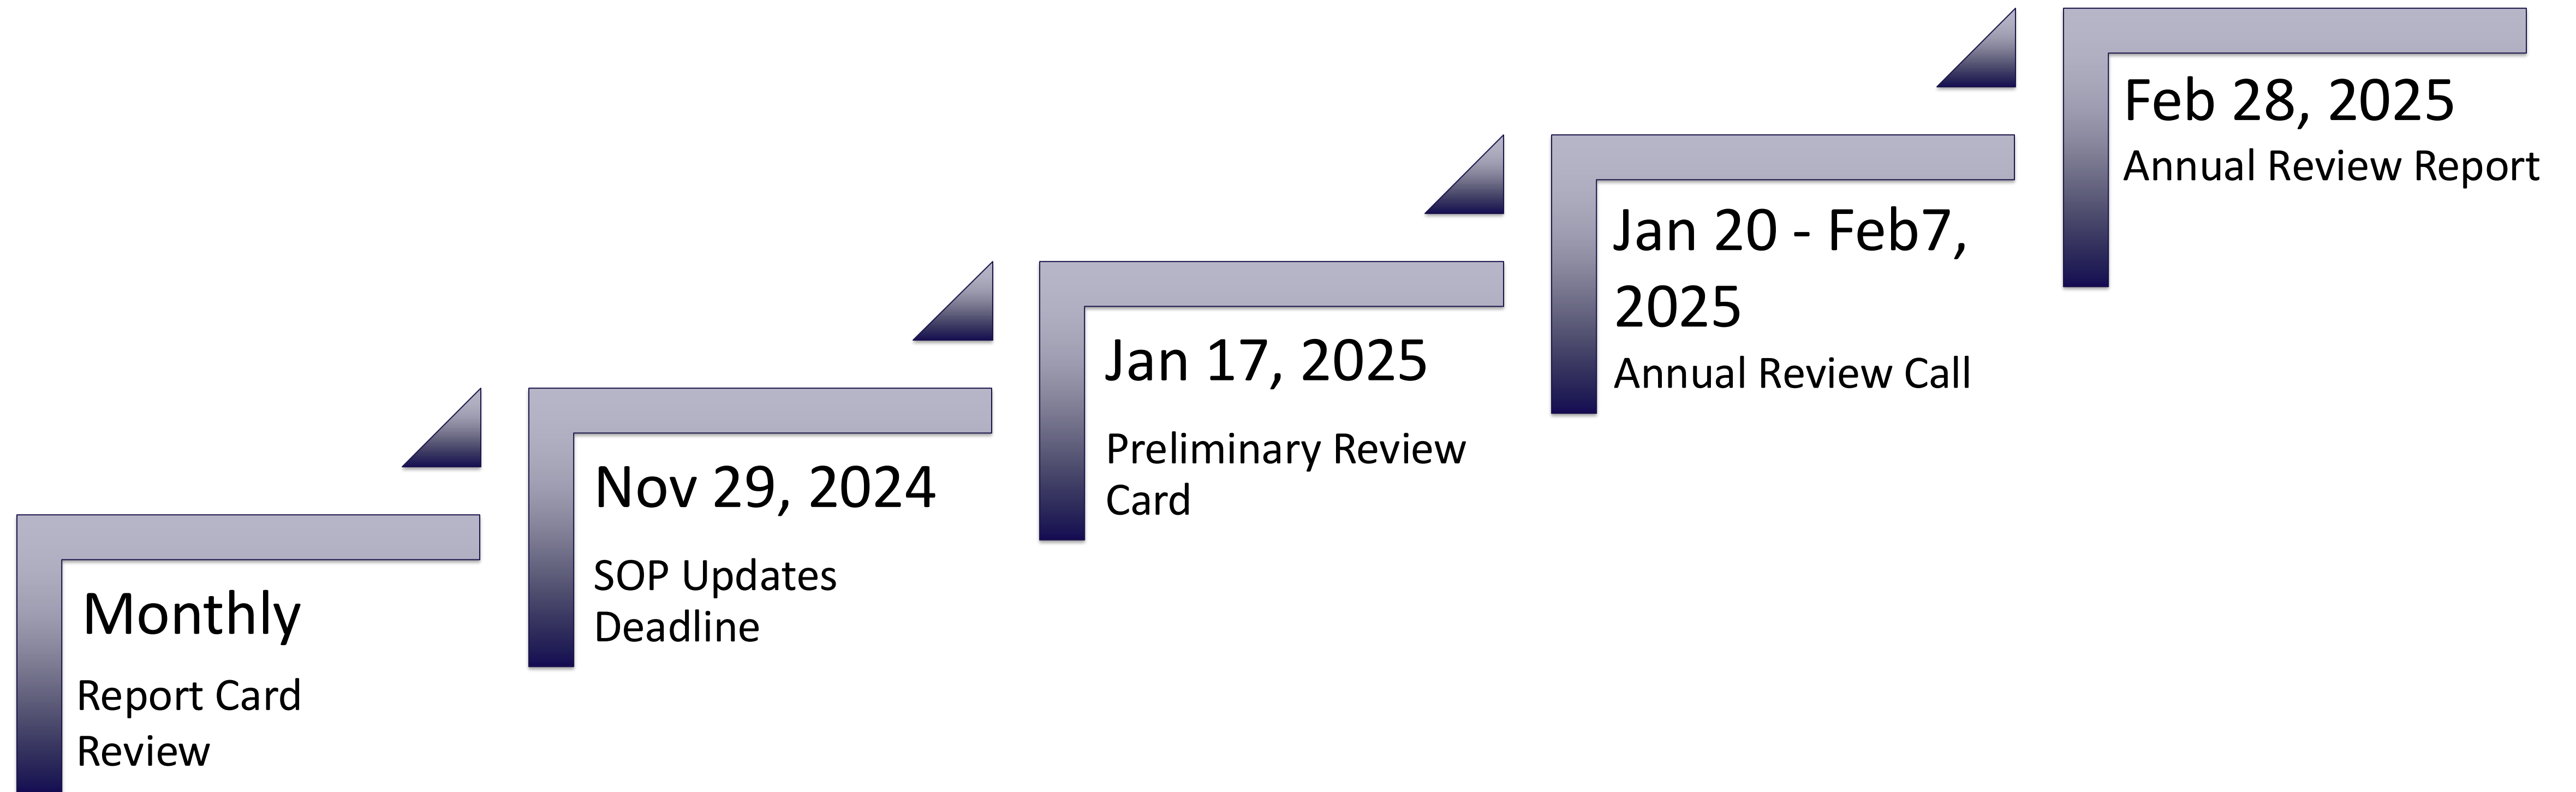 Monthly
Report Card
Review
Nov 29, 2024
SOP Updates
Deadline
Jan 17, 2025
Preliminary Review
Card
Jan 20 - Feb7,
2025
Annual Review Call
Feb 28, 2025
Annual Review Report